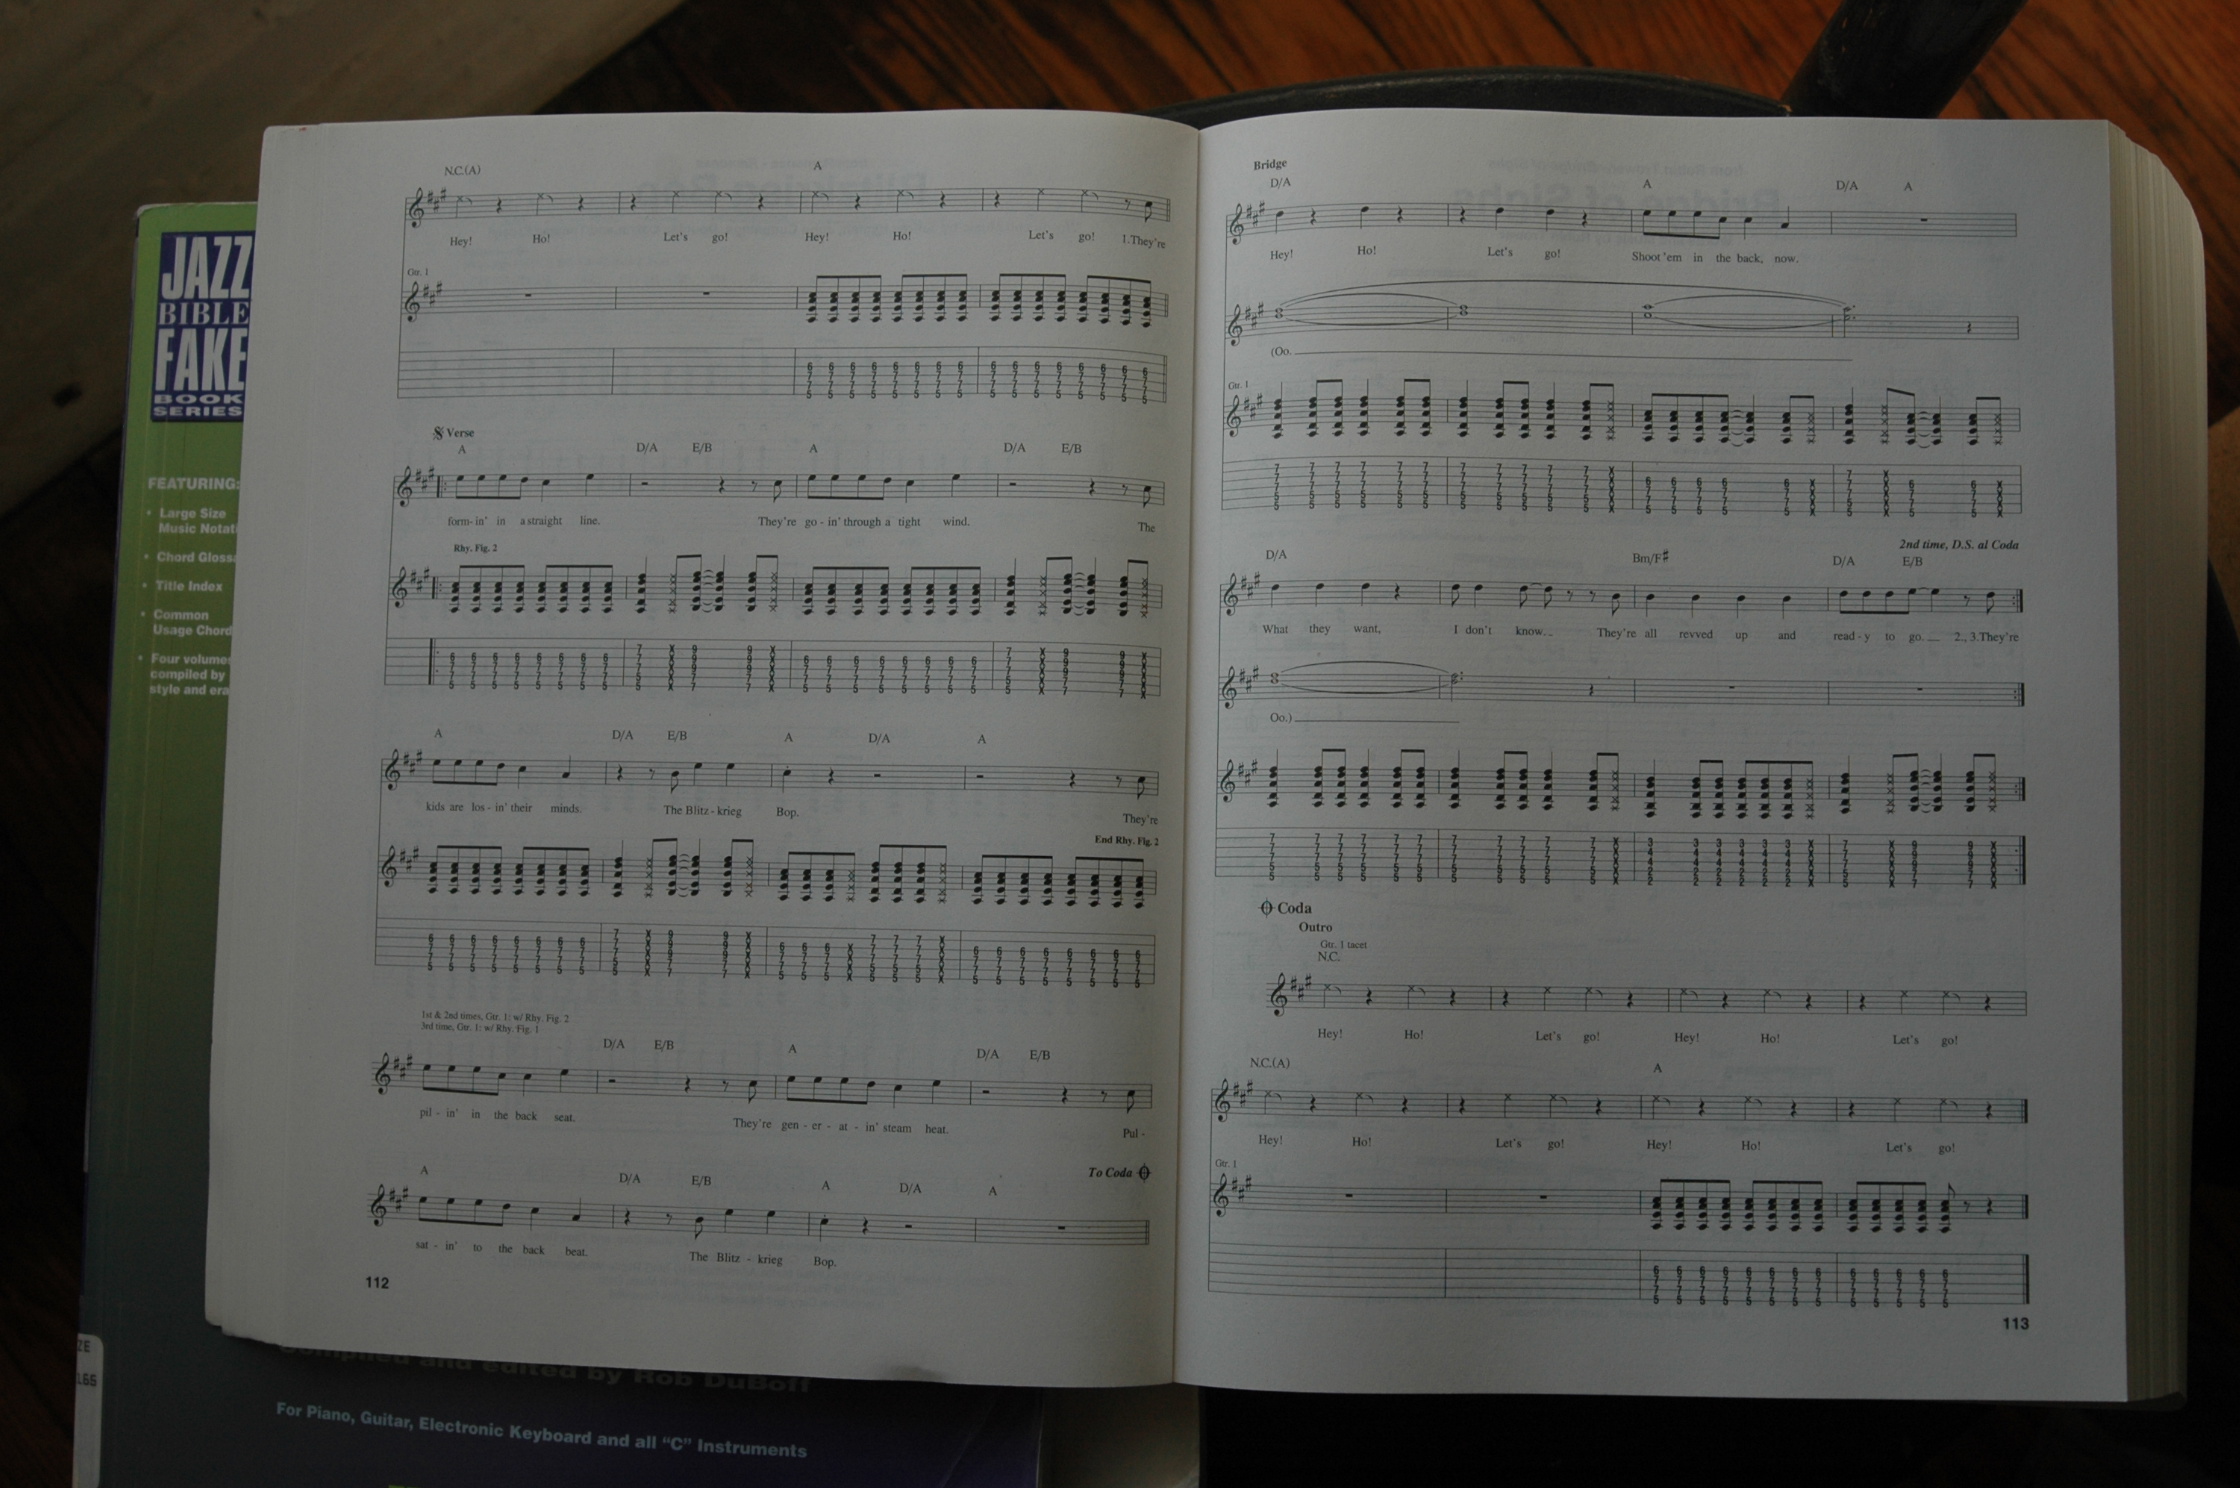 JAZZ
BIBLE
FAKE
BOOK
SERIES
FEATURING:
• Large Size
Music
• Chord
• Title Index
• Common
Usage
• Four
compiled by
style and era
Compiled and edited by Rob DuBoff
For Piano, Guitar, Electronic Keyboard and all “C” Instruments
N.C.(A) A
Hey! Ho! Let's go! Hey! Ho! Let's go! 1.They're
Gtr. 1
Verse
A D/A E/B A D/A E/B
form- in' in a straight line. They're go - in' through a tight wind. The
Rhy. Fig. 2
A D/A E/B A D/A A
kids are los - in' their minds. The Blitz - krieg Bop. They're
End Rhy. Fig. 2
1st & 2nd times, Gtr. 1: w/ Rhy. Fig. 2
3rd time, Gtr. 1: w/ Rhy. Fig. 1
D/A E/B A D/A E/B
pil - in' in the back seat. They're gen - er - at - in' steam heat. Pul -
To Coda
A D/A E/B A D/A A
sat - in' to the back beat. The Blitz - krieg Bop.
112
Bridge
D/A A D/A A
Hey! Ho! Let's go! Shoot 'em in the back, now.
(Oo.
Gtr. 1
2nd time, D.S. al Coda
D/A Bm/F♯ D/A E/B
What they want, I don't know. They're all revved up and read - y to go. 2., 3.They're
Oo.)
Coda
Outro
Gtr. 1 tacet
N.C.
Hey! Ho! Let's go! Hey! Ho! Let's go!
N.C.(A) A
Hey! Ho! Let's go! Hey! Ho! Let's go!
Gtr. 1
113